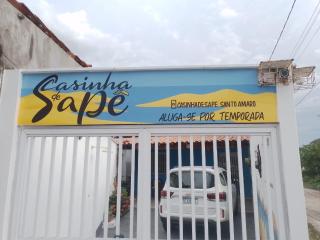 Casinha
de
Sapê
CASINHADESAPE.SANTO AMARO
ALUGA-SE POR TEMPORADA